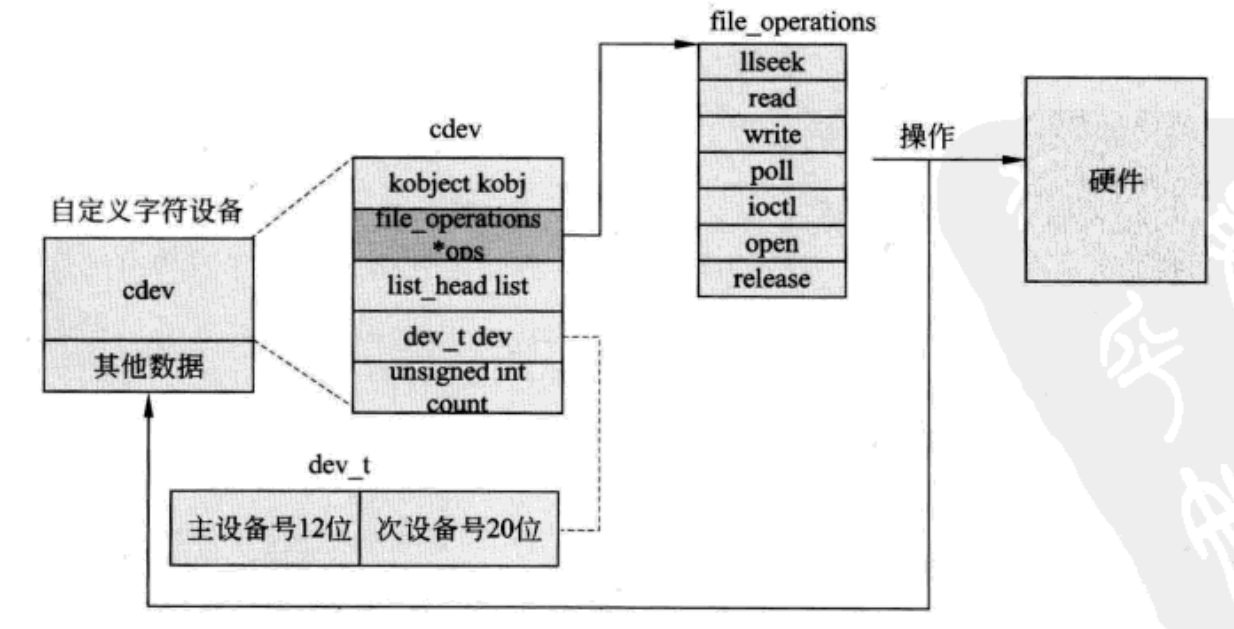 file_operations
llseek
read
write
poll
ioctl
open
release
操作
硬件
cdev
kobject kobj
file_operations
*ops
list_head list
dev_t dev
unsigned int
count
自定义字符设备
cdev
其他数据
dev_t
主设备号12位
次设备号20位